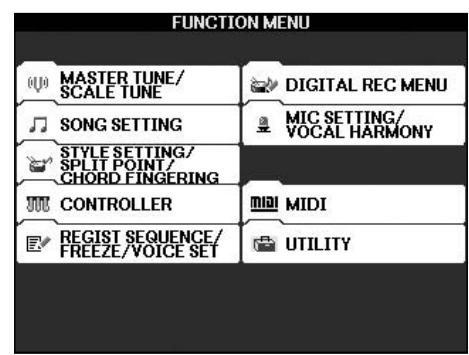 FUNCTION MENU
MASTER TUNE/
SCALE TUNE
SONG SETTING
STYLE SETTING/
SPLIT POINT/
CHORD FINGERING
CONTROLLER
REGIST SEQUENCE/
FREEZE/VOICE SET
DIGITAL REC MENU
MIC SETTING/
VOCAL HARMONY
MIDI MIDI
UTILITY